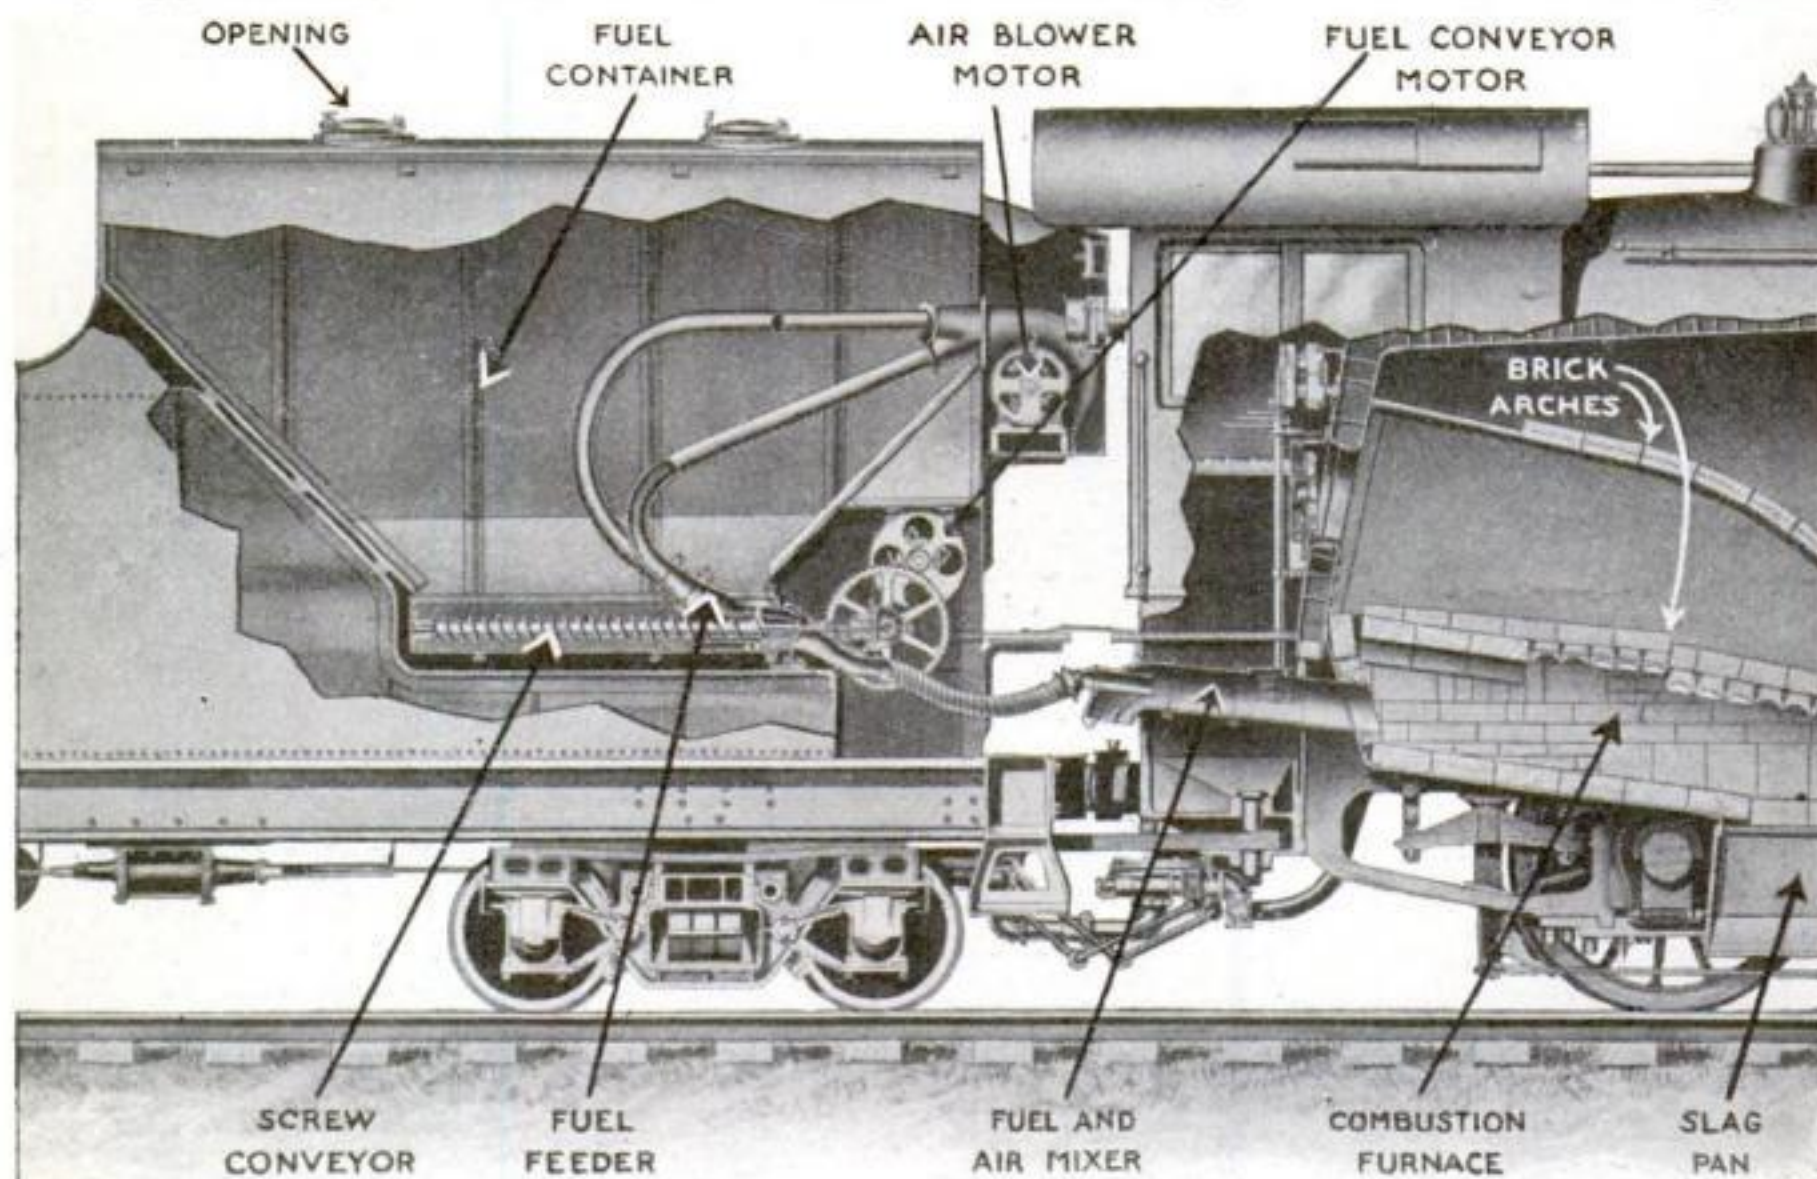 OPENING
FUEL
CONTAINER
AIR BLOWER
MOTOR
FUEL CONVEYOR
MOTOR
BRICK
ARCHES
SCREW
CONVEYOR
FUEL
FEEDER
FUEL AND
AIR MIXER
COMBUSTION
FURNACE
SLAG
PAN